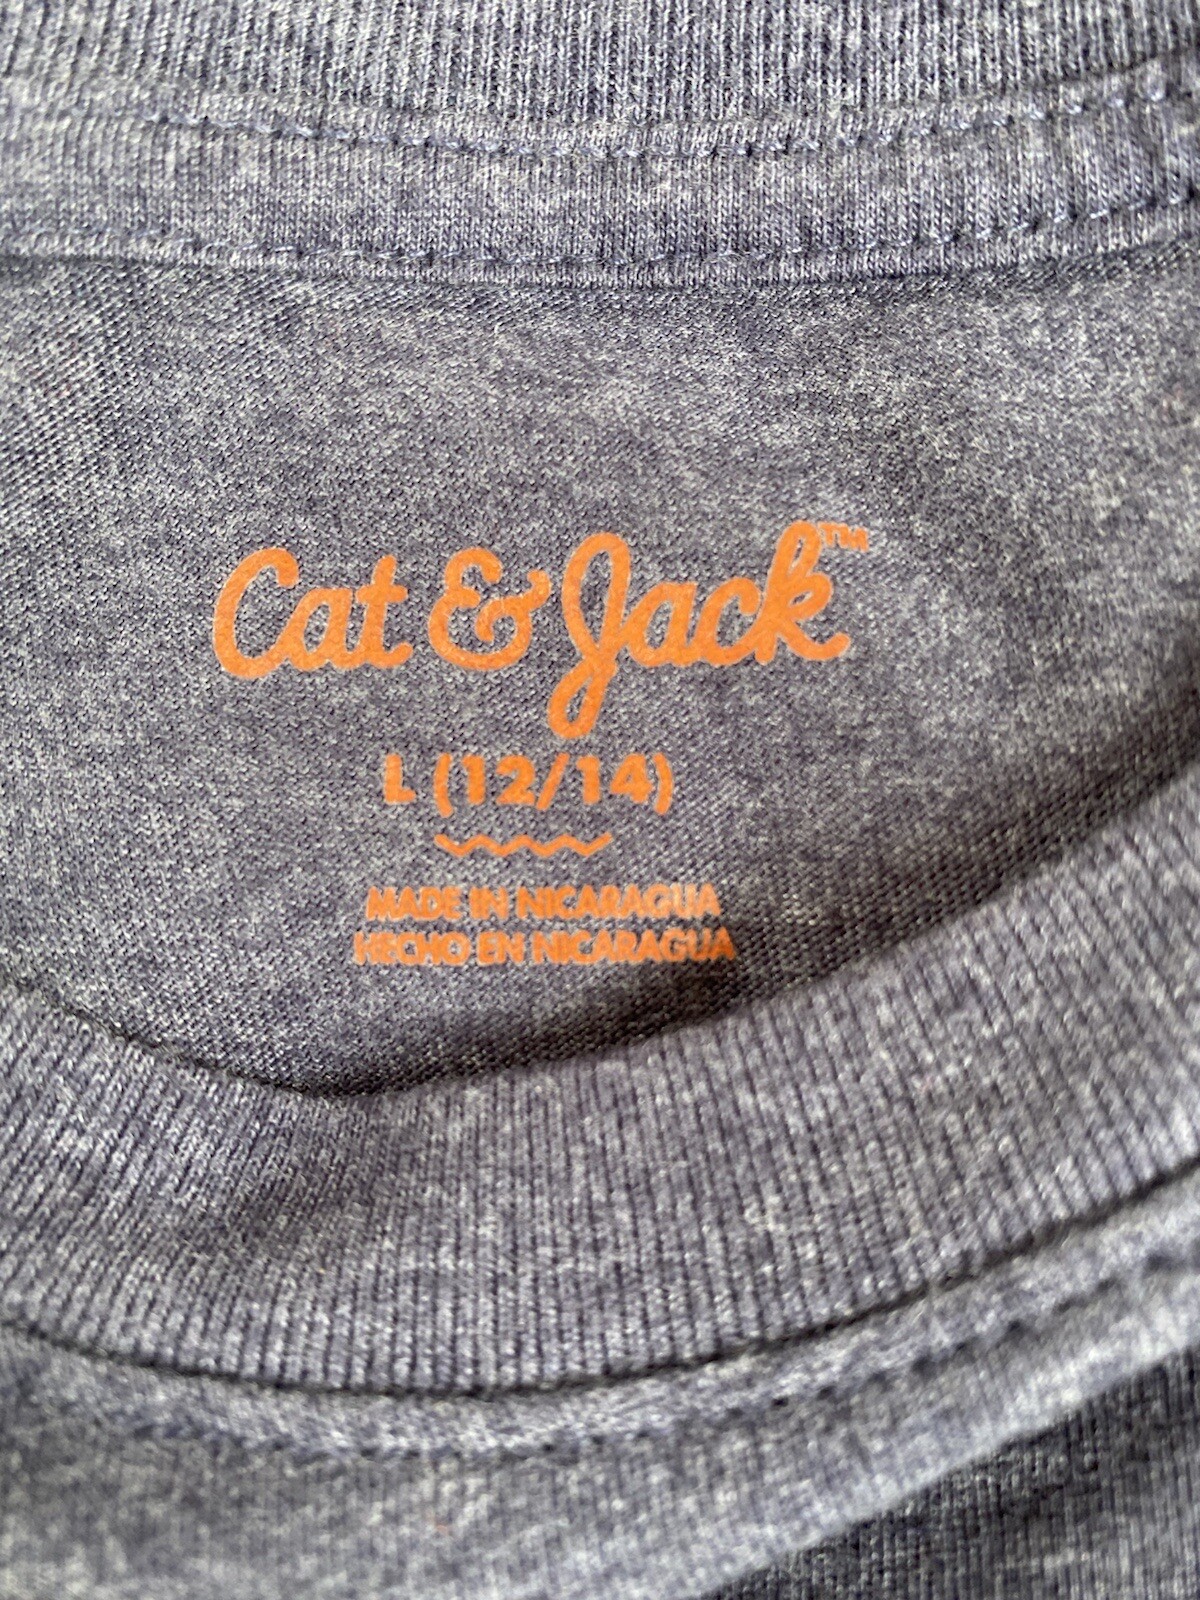 Cat & Jack™
L (12/14)
MADE IN NICARAGUA
HECHO EN NICARAGUA